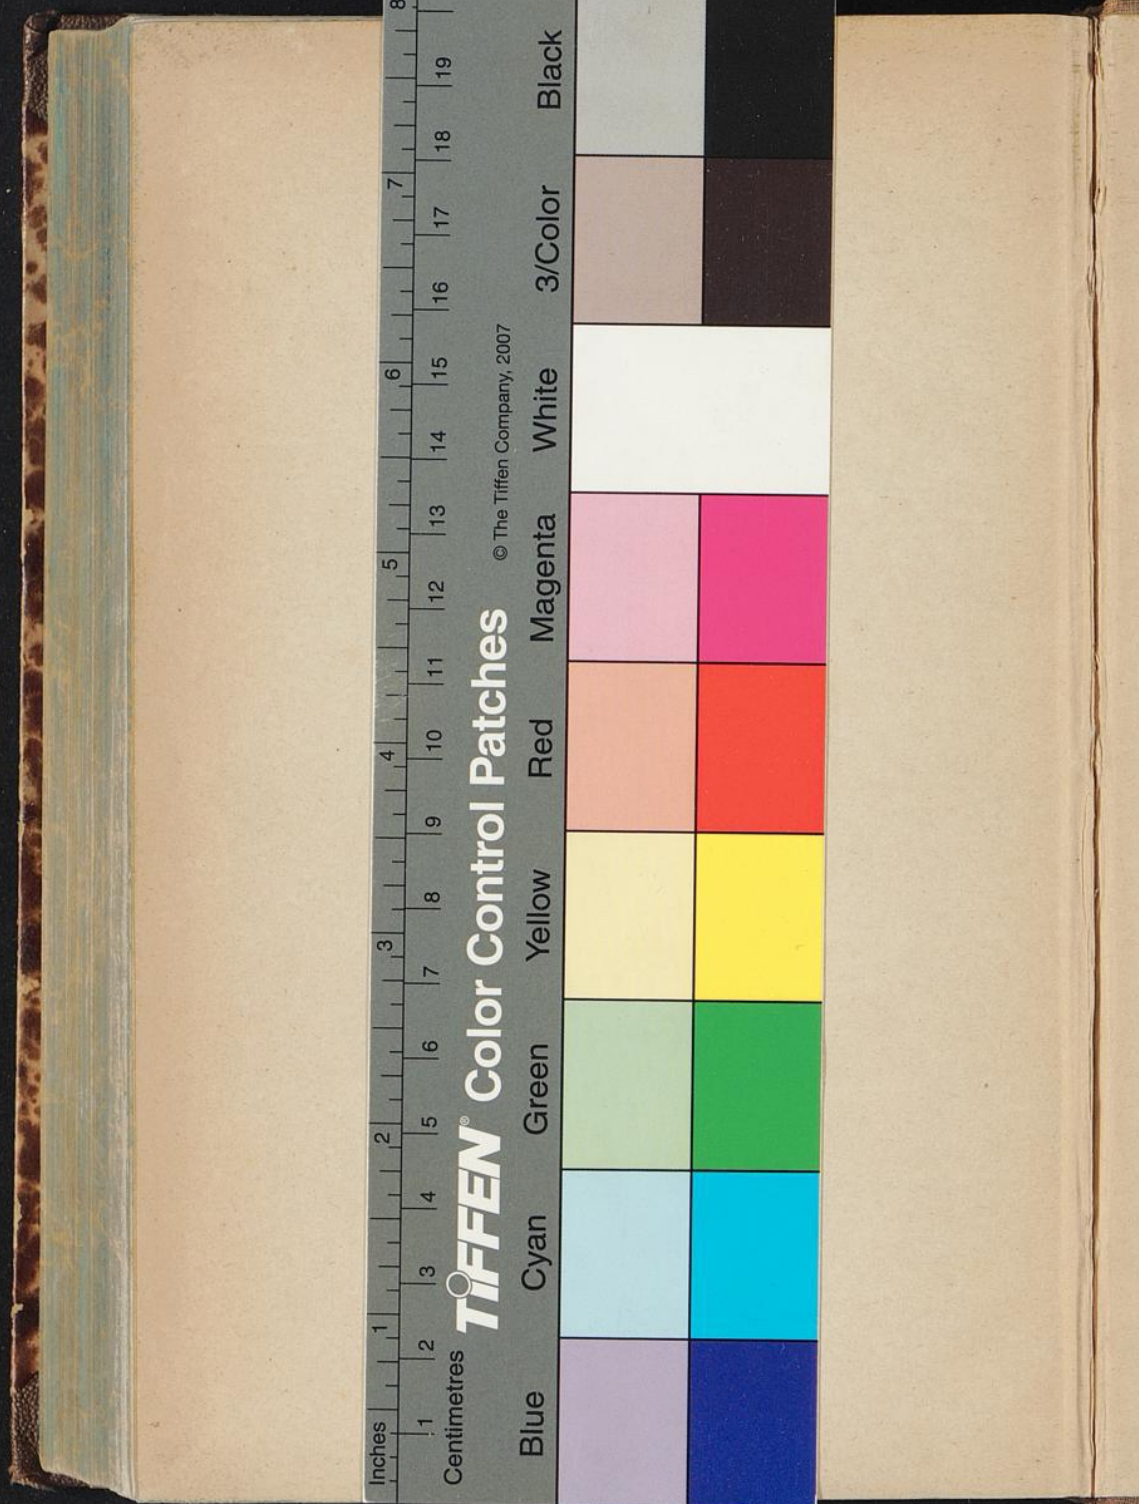 Inches 1 2 3 4 5 6 7 8
1 2 3 4 5 6 7 8 9 10 11 12 13 14 15 16 17 18 19
Centimetres
TIFFEN® Color Control Patches
© The Tiffen Company, 2007
Blue Cyan Green Yellow Red Magenta White 3/Color Black